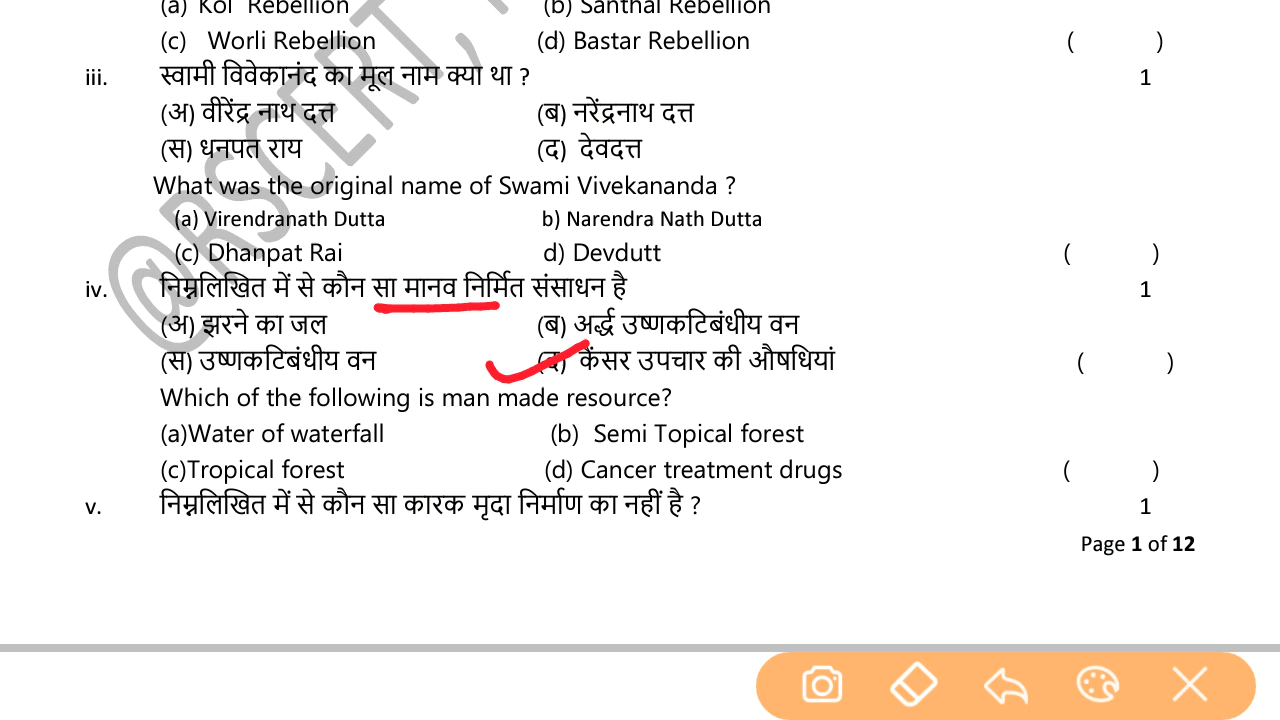 (a) Kol Rebellion (b) Santhal Rebellion
(c) Worli Rebellion (d) Bastar Rebellion ( )
iii. स्वामी विवेकानंद का मूल नाम क्या था ? 1
(अ) वीरेंद्र नाथ दत्त (ब) नरेंद्रनाथ दत्त
(स) धनपत राय (द) देवदत्त
What was the original name of Swami Vivekananda ?
(a) Virendranath Dutta b) Narendra Nath Dutta
(c) Dhanpat Rai d) Devdutt ( )
iv. निम्नलिखित में से कौन सा मानव निर्मित संसाधन है 1
(अ) झरने का जल (ब) अर्द्ध उष्णकटिबंधीय वन
(स) उष्णकटिबंधीय वन (द) कैंसर उपचार की औषधियां ( )
Which of the following is man made resource?
(a)Water of waterfall (b) Semi Topical forest
(c)Tropical forest (d) Cancer treatment drugs ( )
v. निम्नलिखित में से कौन सा कारक मृदा निर्माण का नहीं है ? 1
Page 1 of 12
@RSCERT,